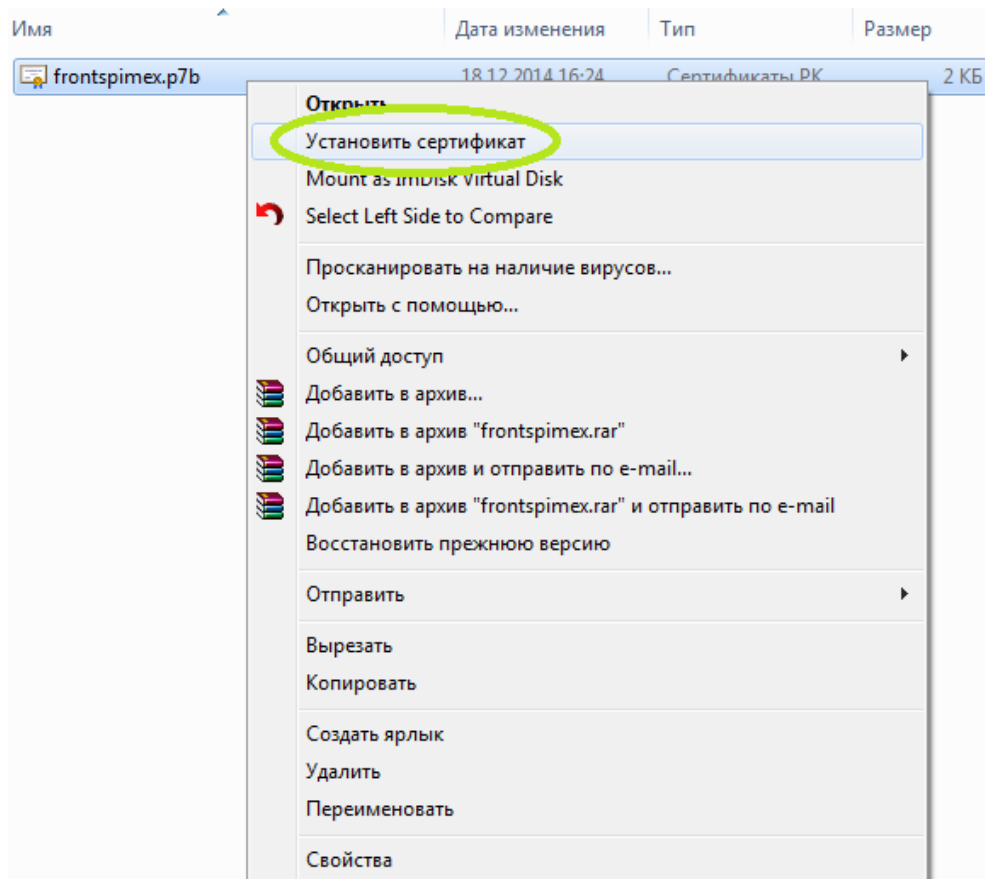 Имя Дата изменения Тип Размер
frontspimex.p7b 18.12.2014 16:24 Сертификаты РК 2 КБ
Открыть
Установить сертификат
Mount as ImDisk Virtual Disk
Select Left Side to Compare
Просканировать на наличие вирусов...
Открыть с помощью...
Общий доступ
Добавить в архив...
Добавить в архив "frontspimex.rar"
Добавить в архив и отправить по e-mail...
Добавить в архив "frontspimex.rar" и отправить по e-mail
Восстановить прежнюю версию
Отправить
Вырезать
Копировать
Создать ярлык
Удалить
Переименовать
Свойства